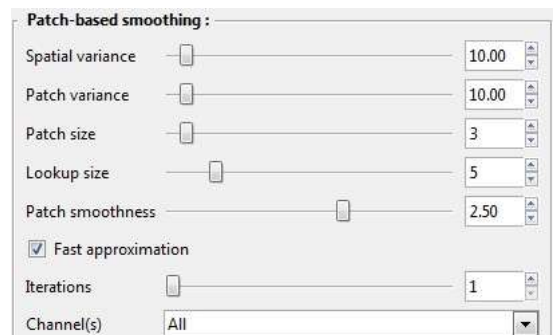 Patch-based smoothing :
Spatial variance 10.00
Patch variance 10.00
Patch size 3
Lookup size 5
Patch smoothness 2.50
Fast approximation
Iterations 1
Channel(s) All